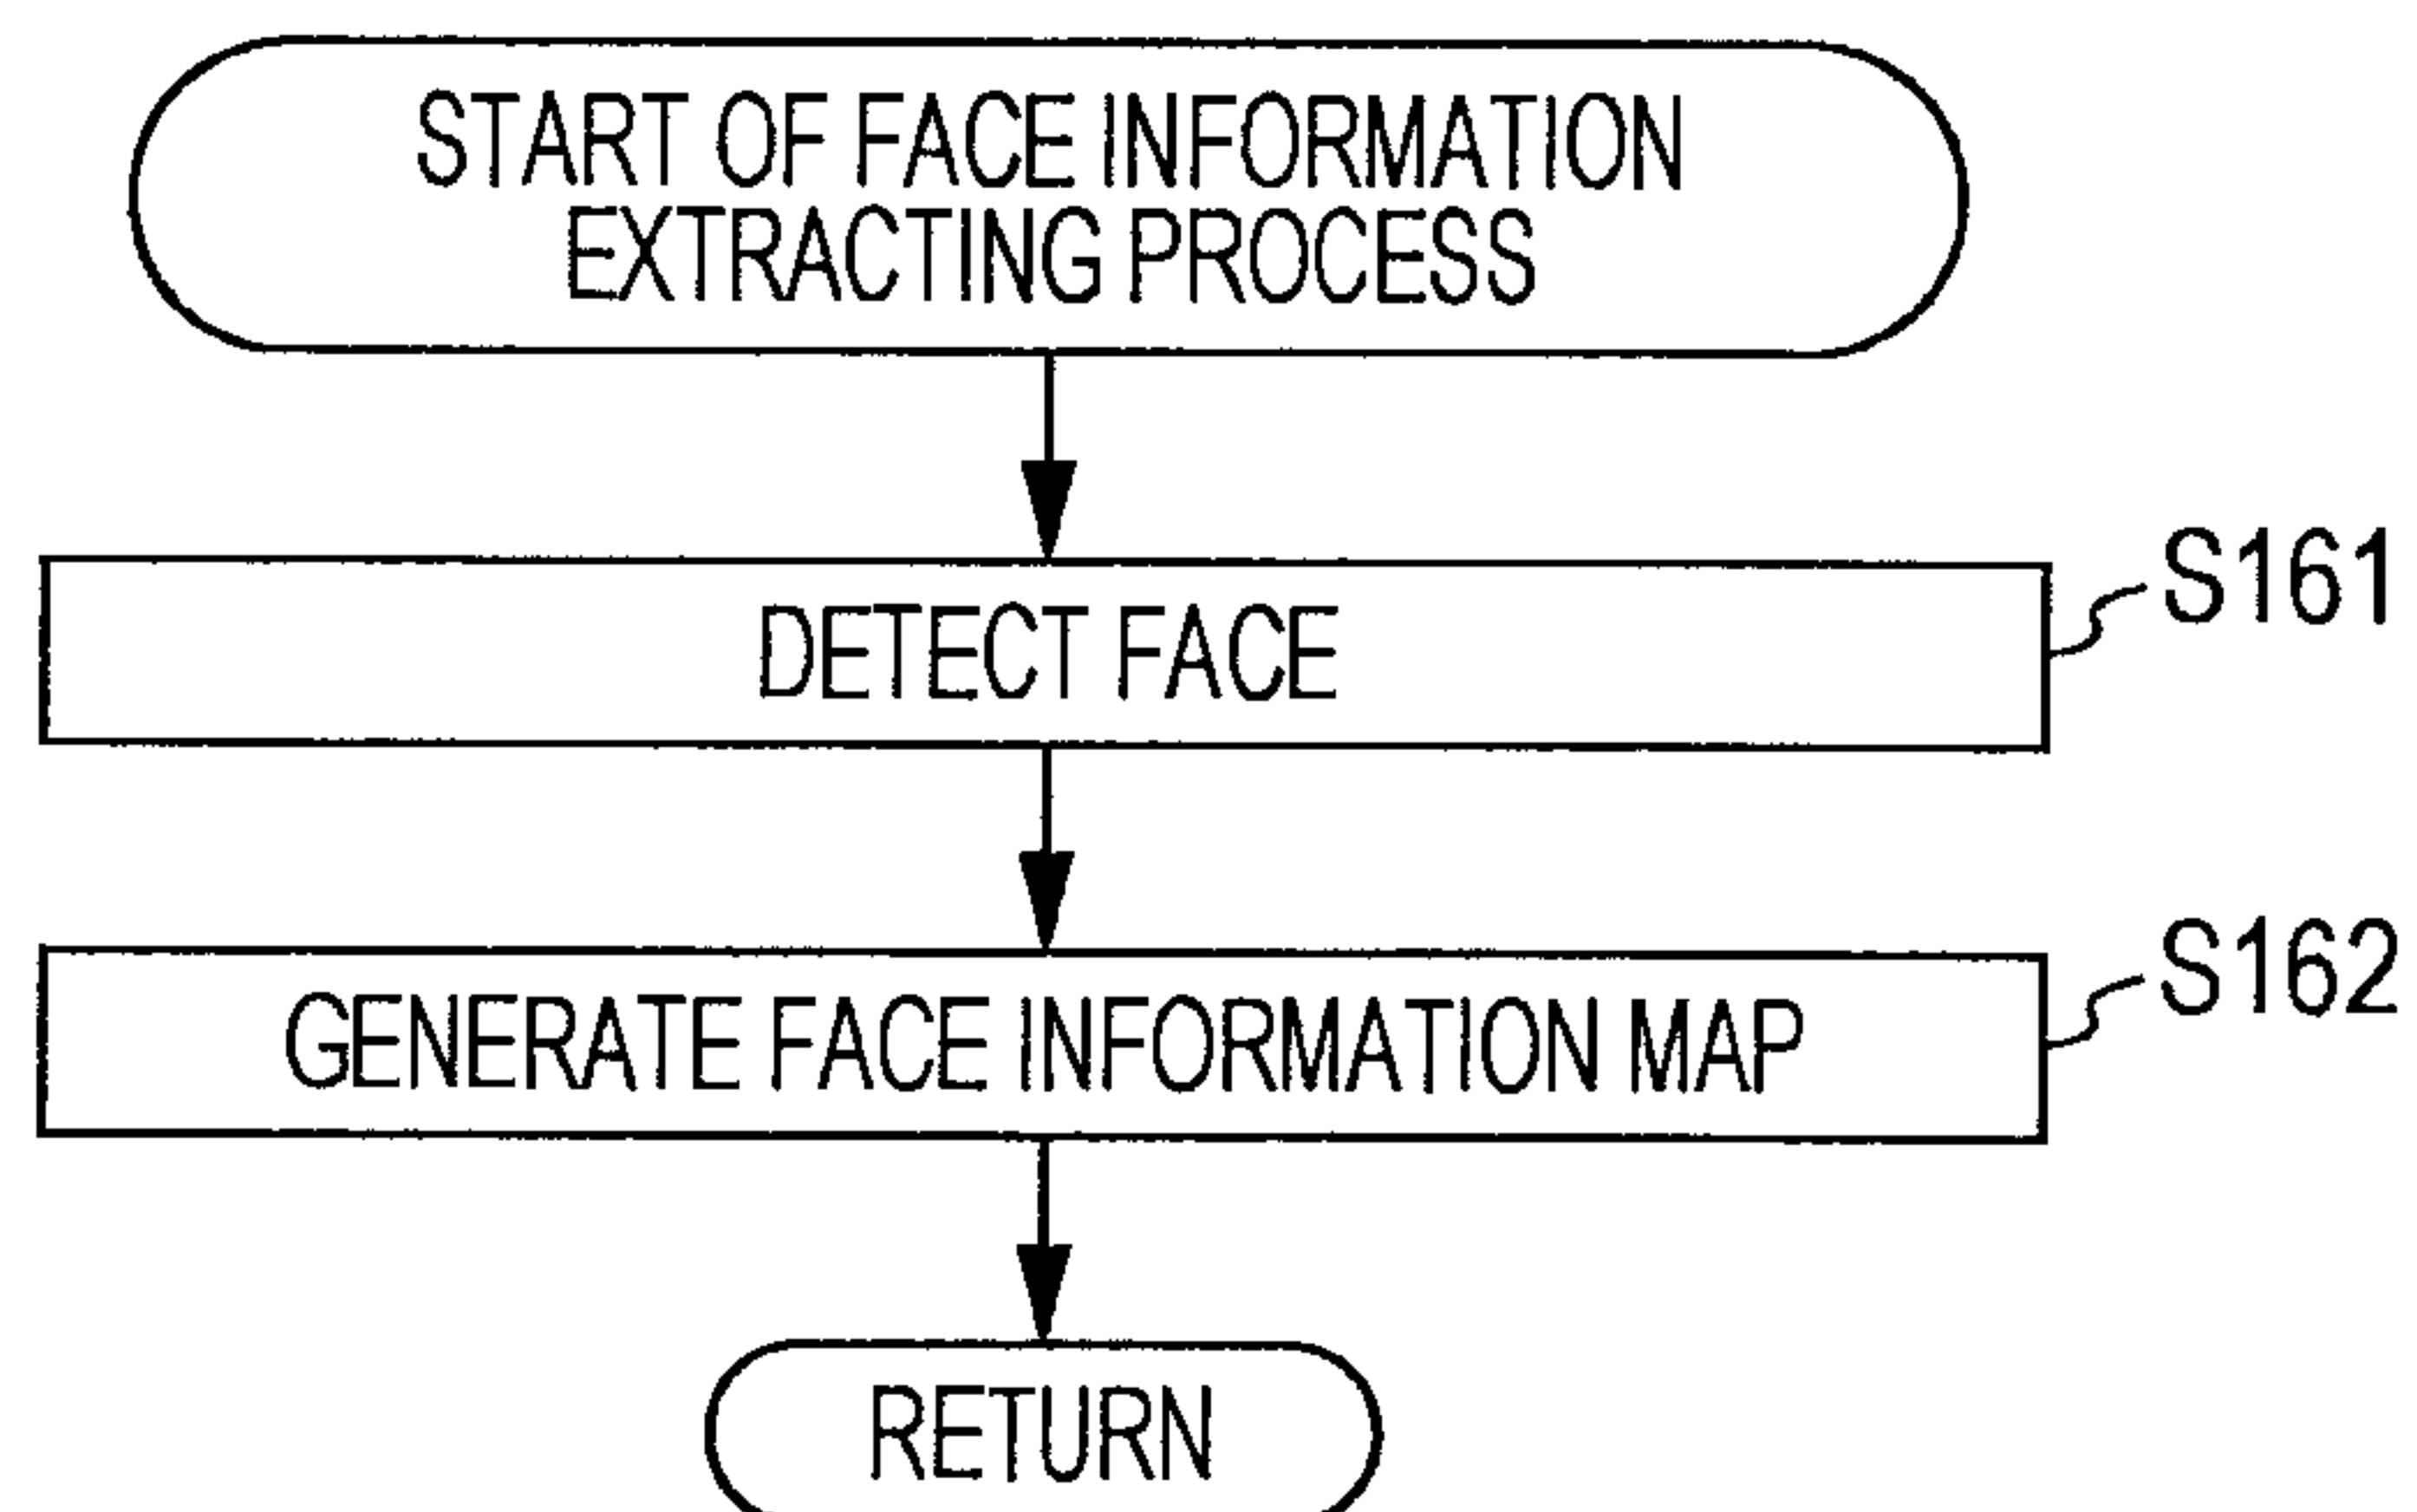 START OF FACE INFORMATION
EXTRACTING PROCESS
DETECT FACE
S161
GENERATE FACE INFORMATION MAP
S162
RETURN